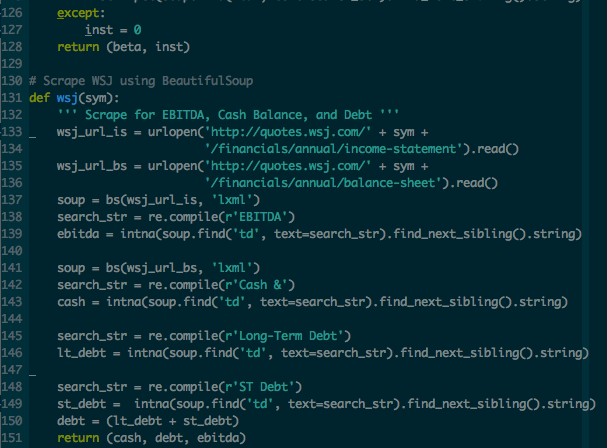 126     except:
127         inst = 0
128     return (beta, inst)
129
130 # Scrape WSJ using BeautifulSoup
131 def wsj(sym):
132     ''' Scrape for EBITDA, Cash Balance, and Debt '''
133 _   wsj_url_is = urlopen('http://quotes.wsj.com/' + sym +
134                         '/financials/annual/income-statement').read()
135     wsj_url_bs = urlopen('http://quotes.wsj.com/' + sym +
136                         '/financials/annual/balance-sheet').read()
137     soup = bs(wsj_url_is, 'lxml')
138     search_str = re.compile(r'EBITDA')
139     ebitda = intna(soup.find('td', text=search_str).find_next_sibling().string)
140
141     soup = bs(wsj_url_bs, 'lxml')
142     search_str = re.compile(r'Cash &')
143     cash = intna(soup.find('td', text=search_str).find_next_sibling().string)
144
145     search_str = re.compile(r'Long-Term Debt')
146     lt_debt = intna(soup.find('td', text=search_str).find_next_sibling().string)
147 _
148     search_str = re.compile(r'ST Debt')
149     st_debt =  intna(soup.find('td', text=search_str).find_next_sibling().string)
150     debt = (lt_debt + st_debt)
151     return (cash, debt, ebitda)